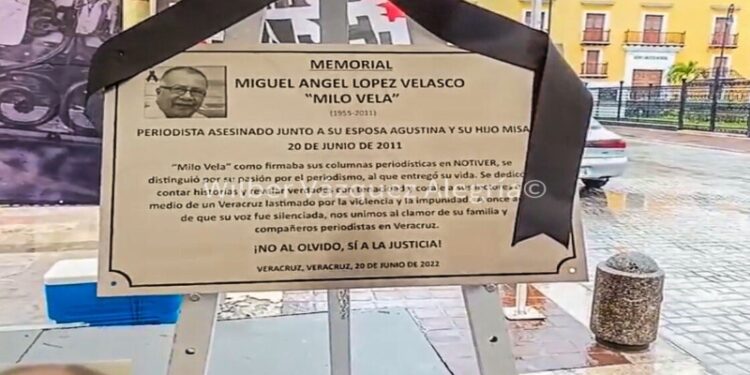 MEMORIAL
MIGUEL ANGEL LOPEZ VELASCO
"MILO VELA"
(1955-2011)
PERIODISTA ASESINADO JUNTO A SU ESPOSA AGUSTINA Y SU HIJO MISA
20 DE JUNIO DE 2011
"Milo Vela" como firmaba sus columnas periodísticas en NOTIVER, se
distinguió por su pasión por el periodismo, al que entregó su vida. Se dedicó
contar historias y revelar verdades con
medio de un Veracruz lastimado por la violencia y la impunidad. A once a
de que su voz fue silenciada, nos unimos al clamor de su familia y
compañeros periodistas en Veracruz.
¡NO AL OLVIDO, SÍ A LA JUSTICIA!
VERACRUZ, VERACRUZ, 20 DE JUNIO DE 2022